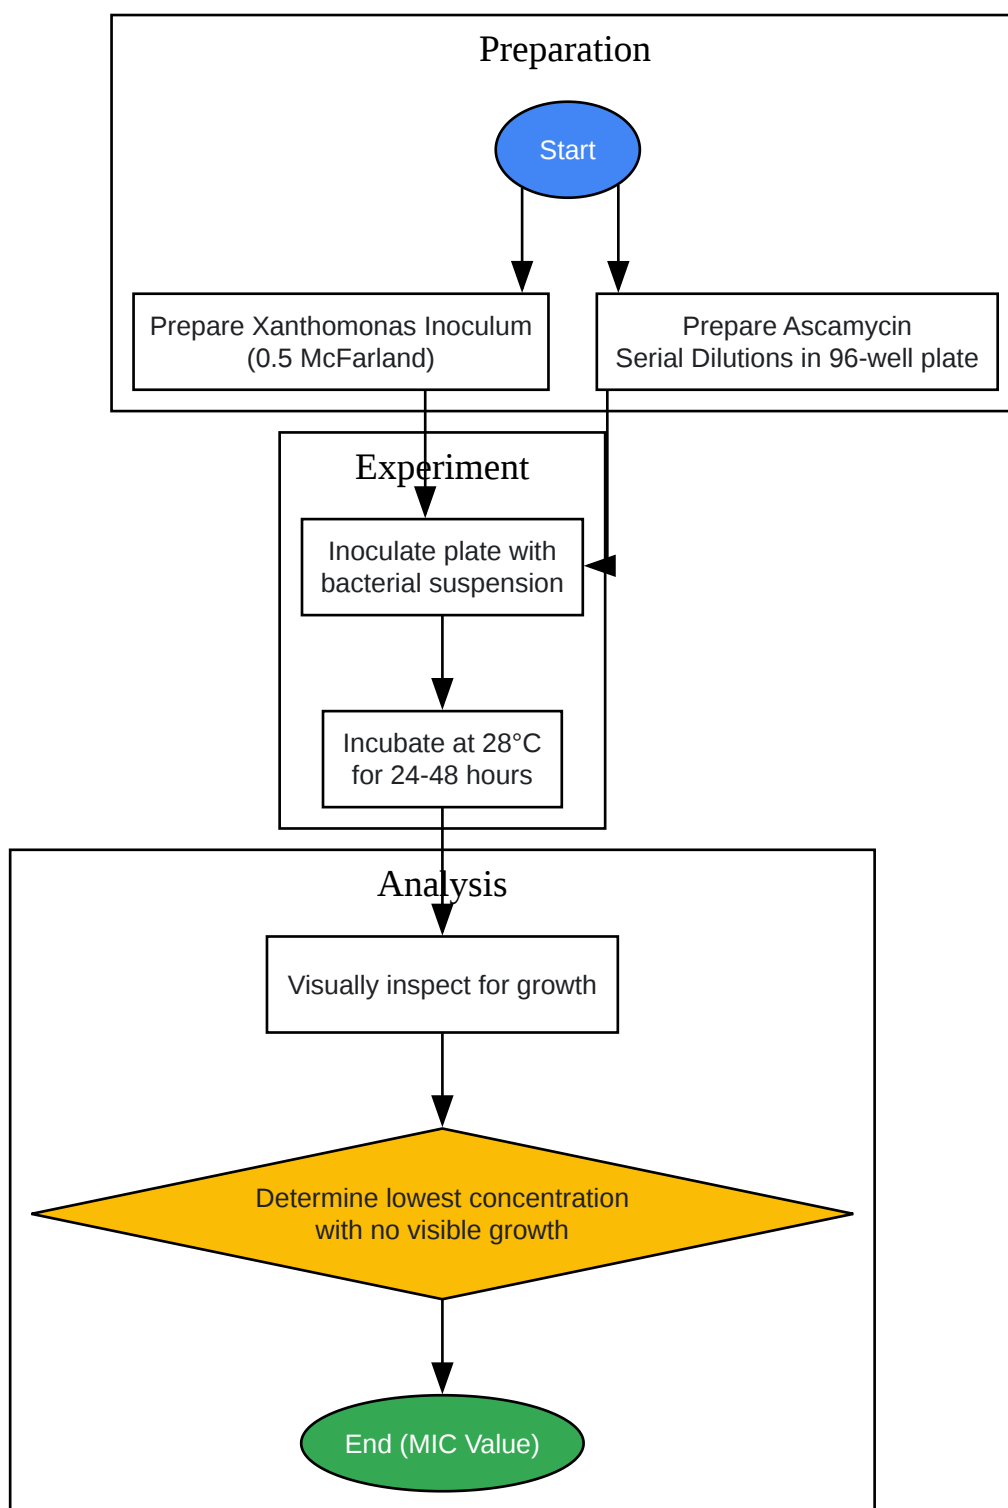 Preparation
Start
Prepare Xanthomonas Inoculum
(0.5 McFarland)
Prepare Ascamycin
Serial Dilutions in 96-well plate
Experiment
Inoculate plate with
bacterial suspension
Incubate at 28°C
for 24-48 hours
Analysis
Visually inspect for growth
Determine lowest concentration
with no visible growth
End (MIC Value)